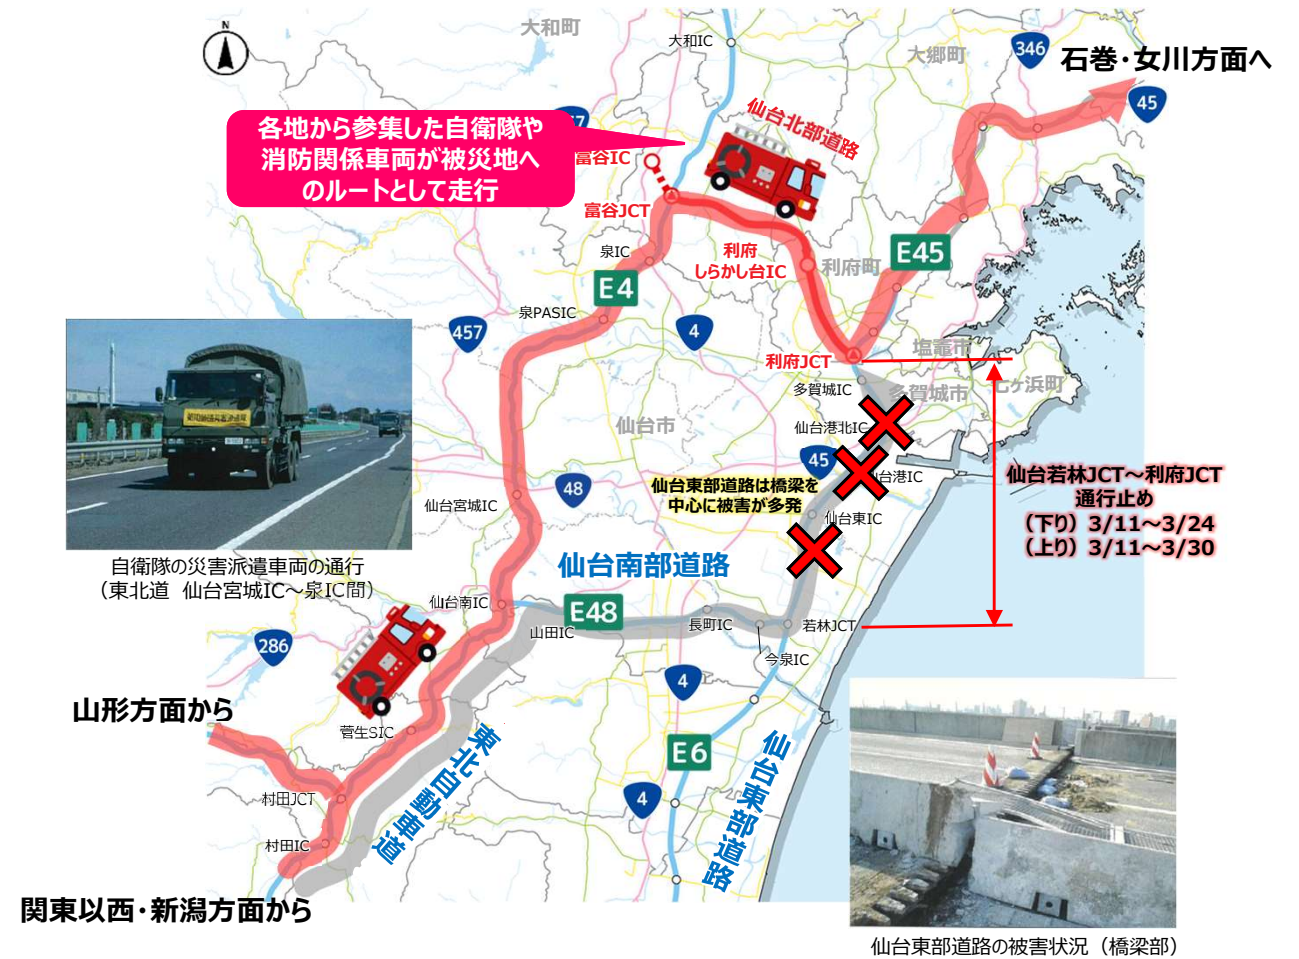 N
大和町
大和IC
大郷町
346
石巻・女川方面へ
45
仙台北部道路
各地から参集した自衛隊や
消防関係車両が被災地へ
のルートとして走行
富谷IC
富谷JCT
泉IC
利府
しらかし台IC
利府町
E45
E4
泉PASIC
457
4
利府JCT
塩竈市
七ヶ浜町
多賀城IC
多賀城市
仙台市
仙台港北IC
45
台港IC
仙台東部道路は橋梁を
中心に被害が多発
仙台東IC
仙台若林JCT～利府JCT
通行止め
（下り）3/11～3/24
（上り）3/11～3/30
48
仙台宮城IC
自衛隊の災害派遣車両の通行
（東北道 仙台宮城IC～泉IC間）
仙台南部道路
仙台南IC
E48
山田IC
長町IC
若林JCT
今泉IC
286
4
山形方面から
菅生SIC
東北自動車道
E6
仙台東部道路
4
村田JCT
村田IC
関東以西・新潟方面から
仙台東部道路の被害状況（橋梁部）